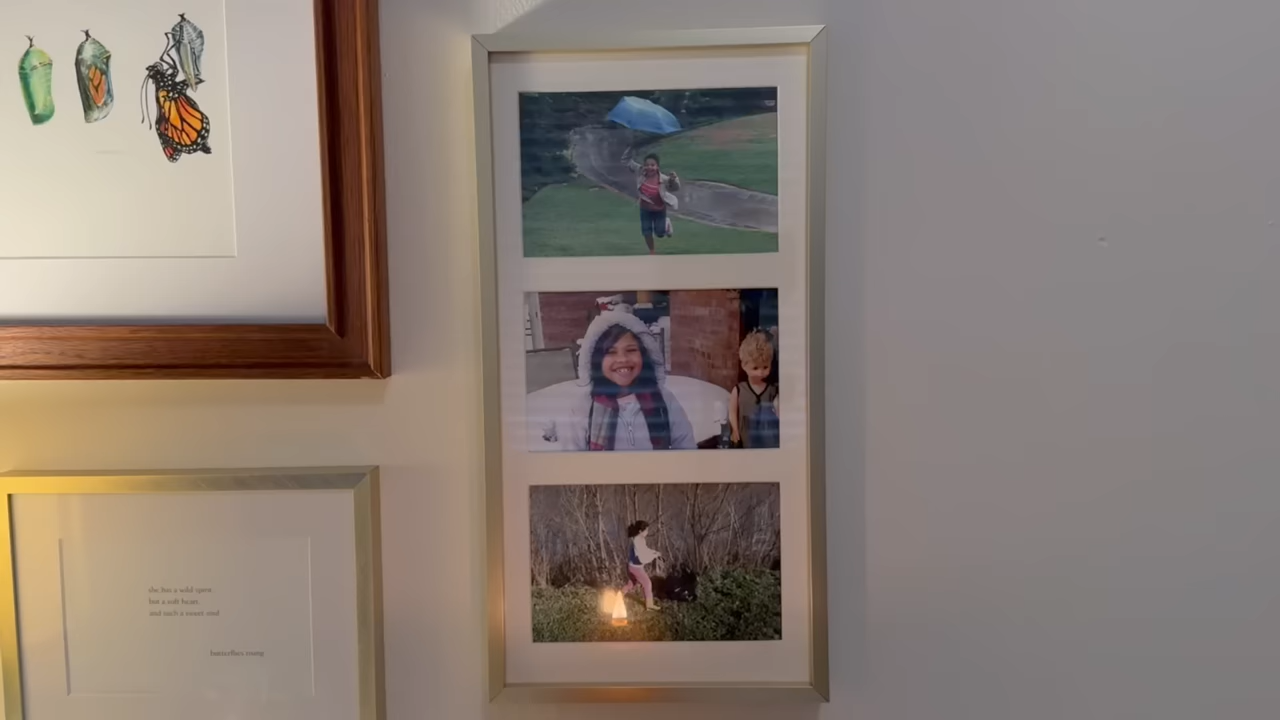 she has a wild spirit,
but a soft heart,
and such a sweet soul
butterflies rising